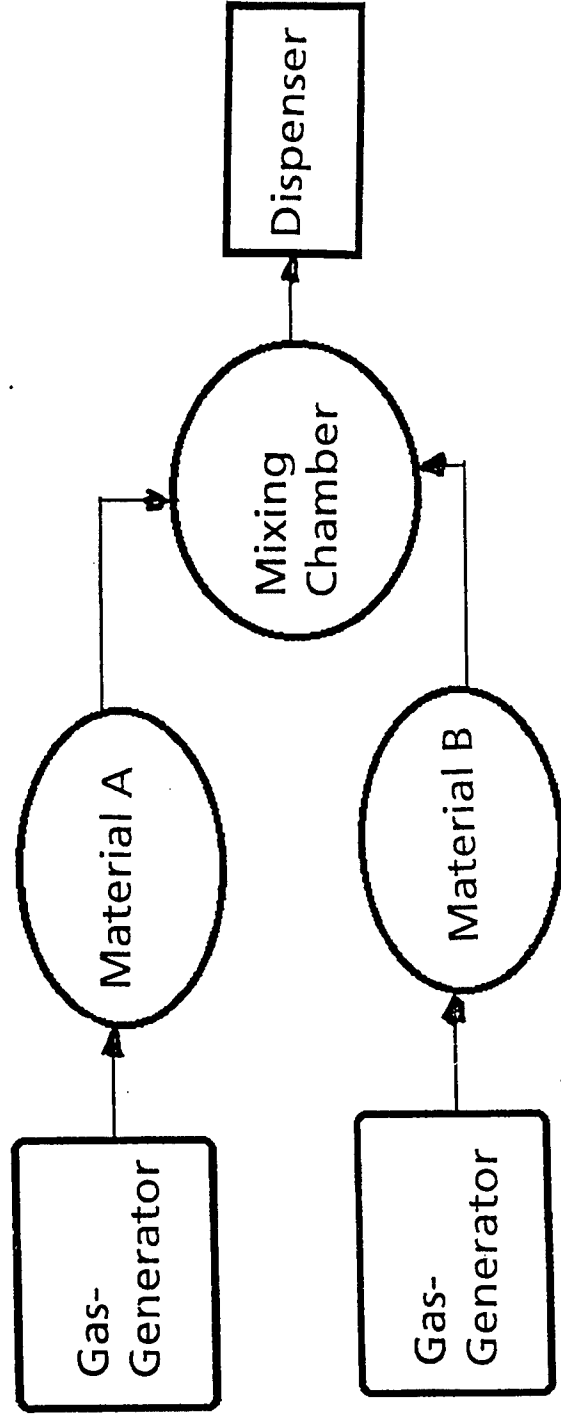 Gas-
Generator
Material A
Gas-
Generator
Material B
Mixing
Chamber
Dispenser